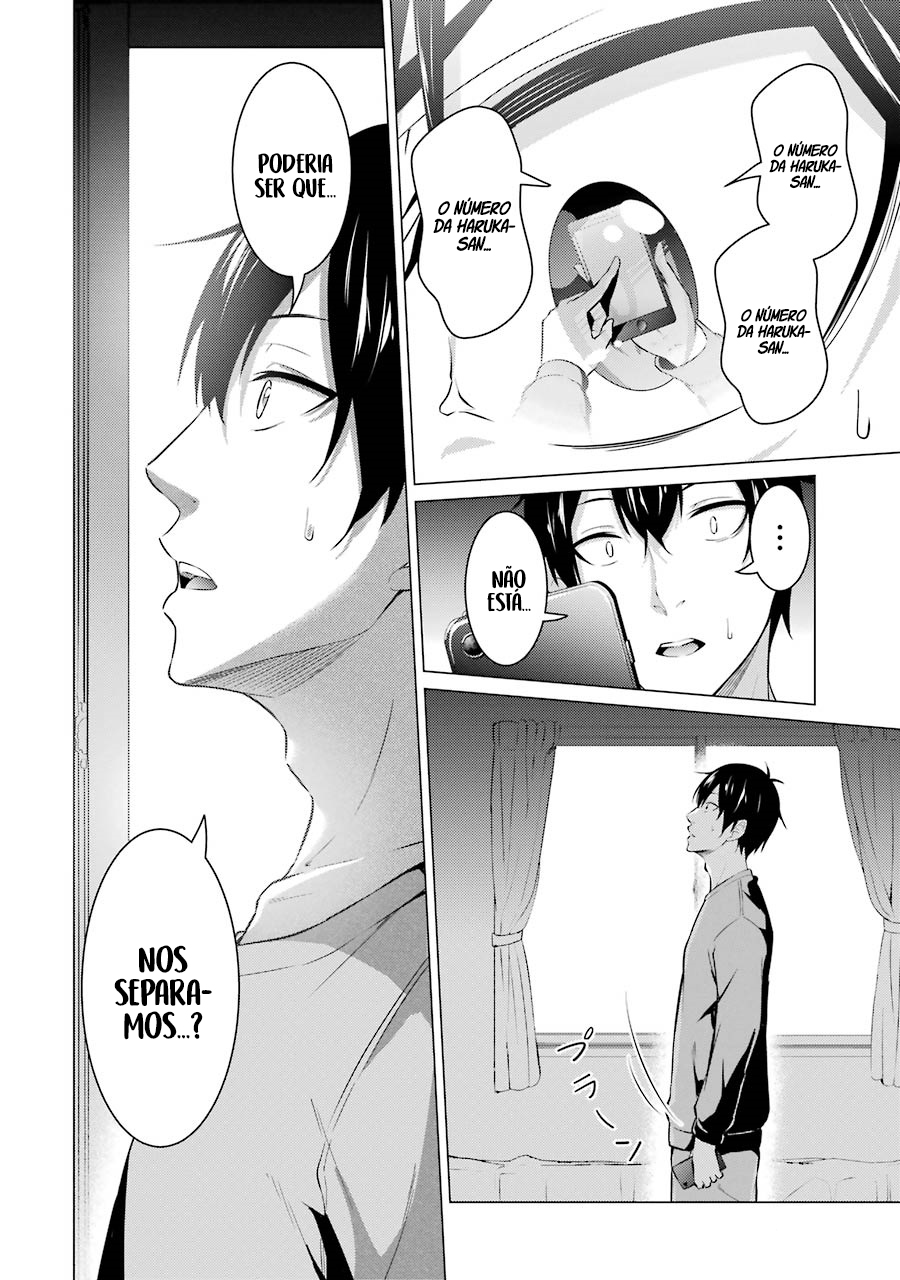 O NÚMERO
DA HARUKA-
SAN...
O NÚMERO
DA HARUKA-
SAN...
O NÚMERO
DA HARUKA-
SAN...
...
NÃO
ESTÁ...
プラン
PODERIA
SER QUE...
NOS
SEPARA-
MOS...?